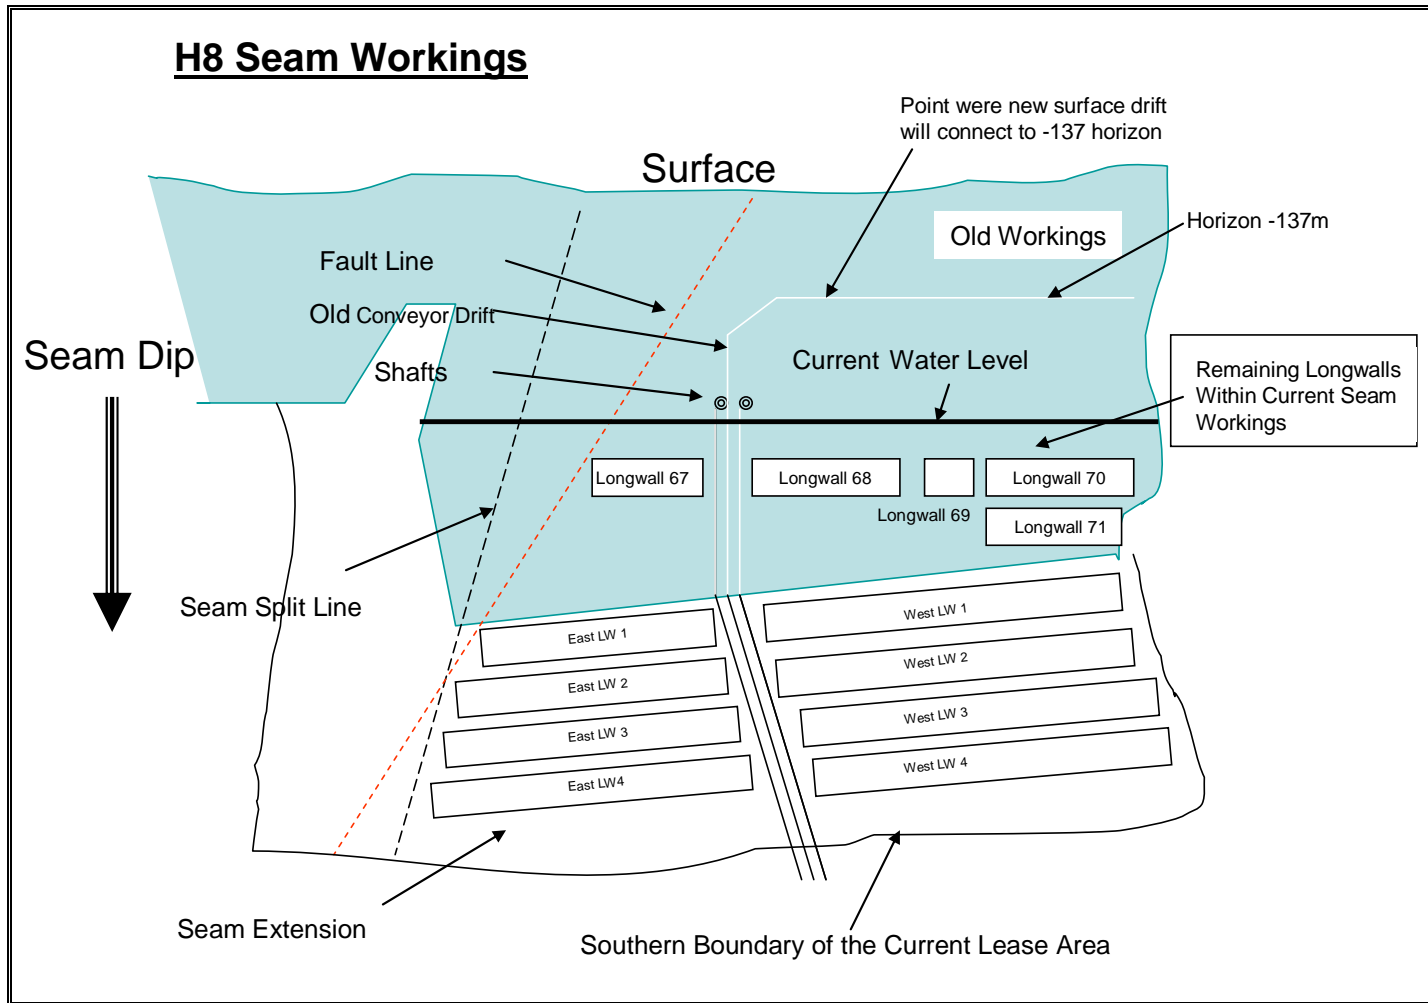 H8 Seam Workings
Point were new surface drift
will connect to -137 horizon
Surface
Horizon -137m
Old Workings
Fault Line
Old Conveyor Drift
Seam Dip
Shafts
Current Water Level
Remaining Longwalls
Within Current Seam
Workings
Longwall 67
Longwall 68
Longwall 70
Longwall 69
Longwall 71
Seam Split Line
East LW 1
West LW 1
East LW 2
West LW 2
East LW 3
West LW 3
East LW4
West LW 4
Seam Extension
Southern Boundary of the Current Lease Area